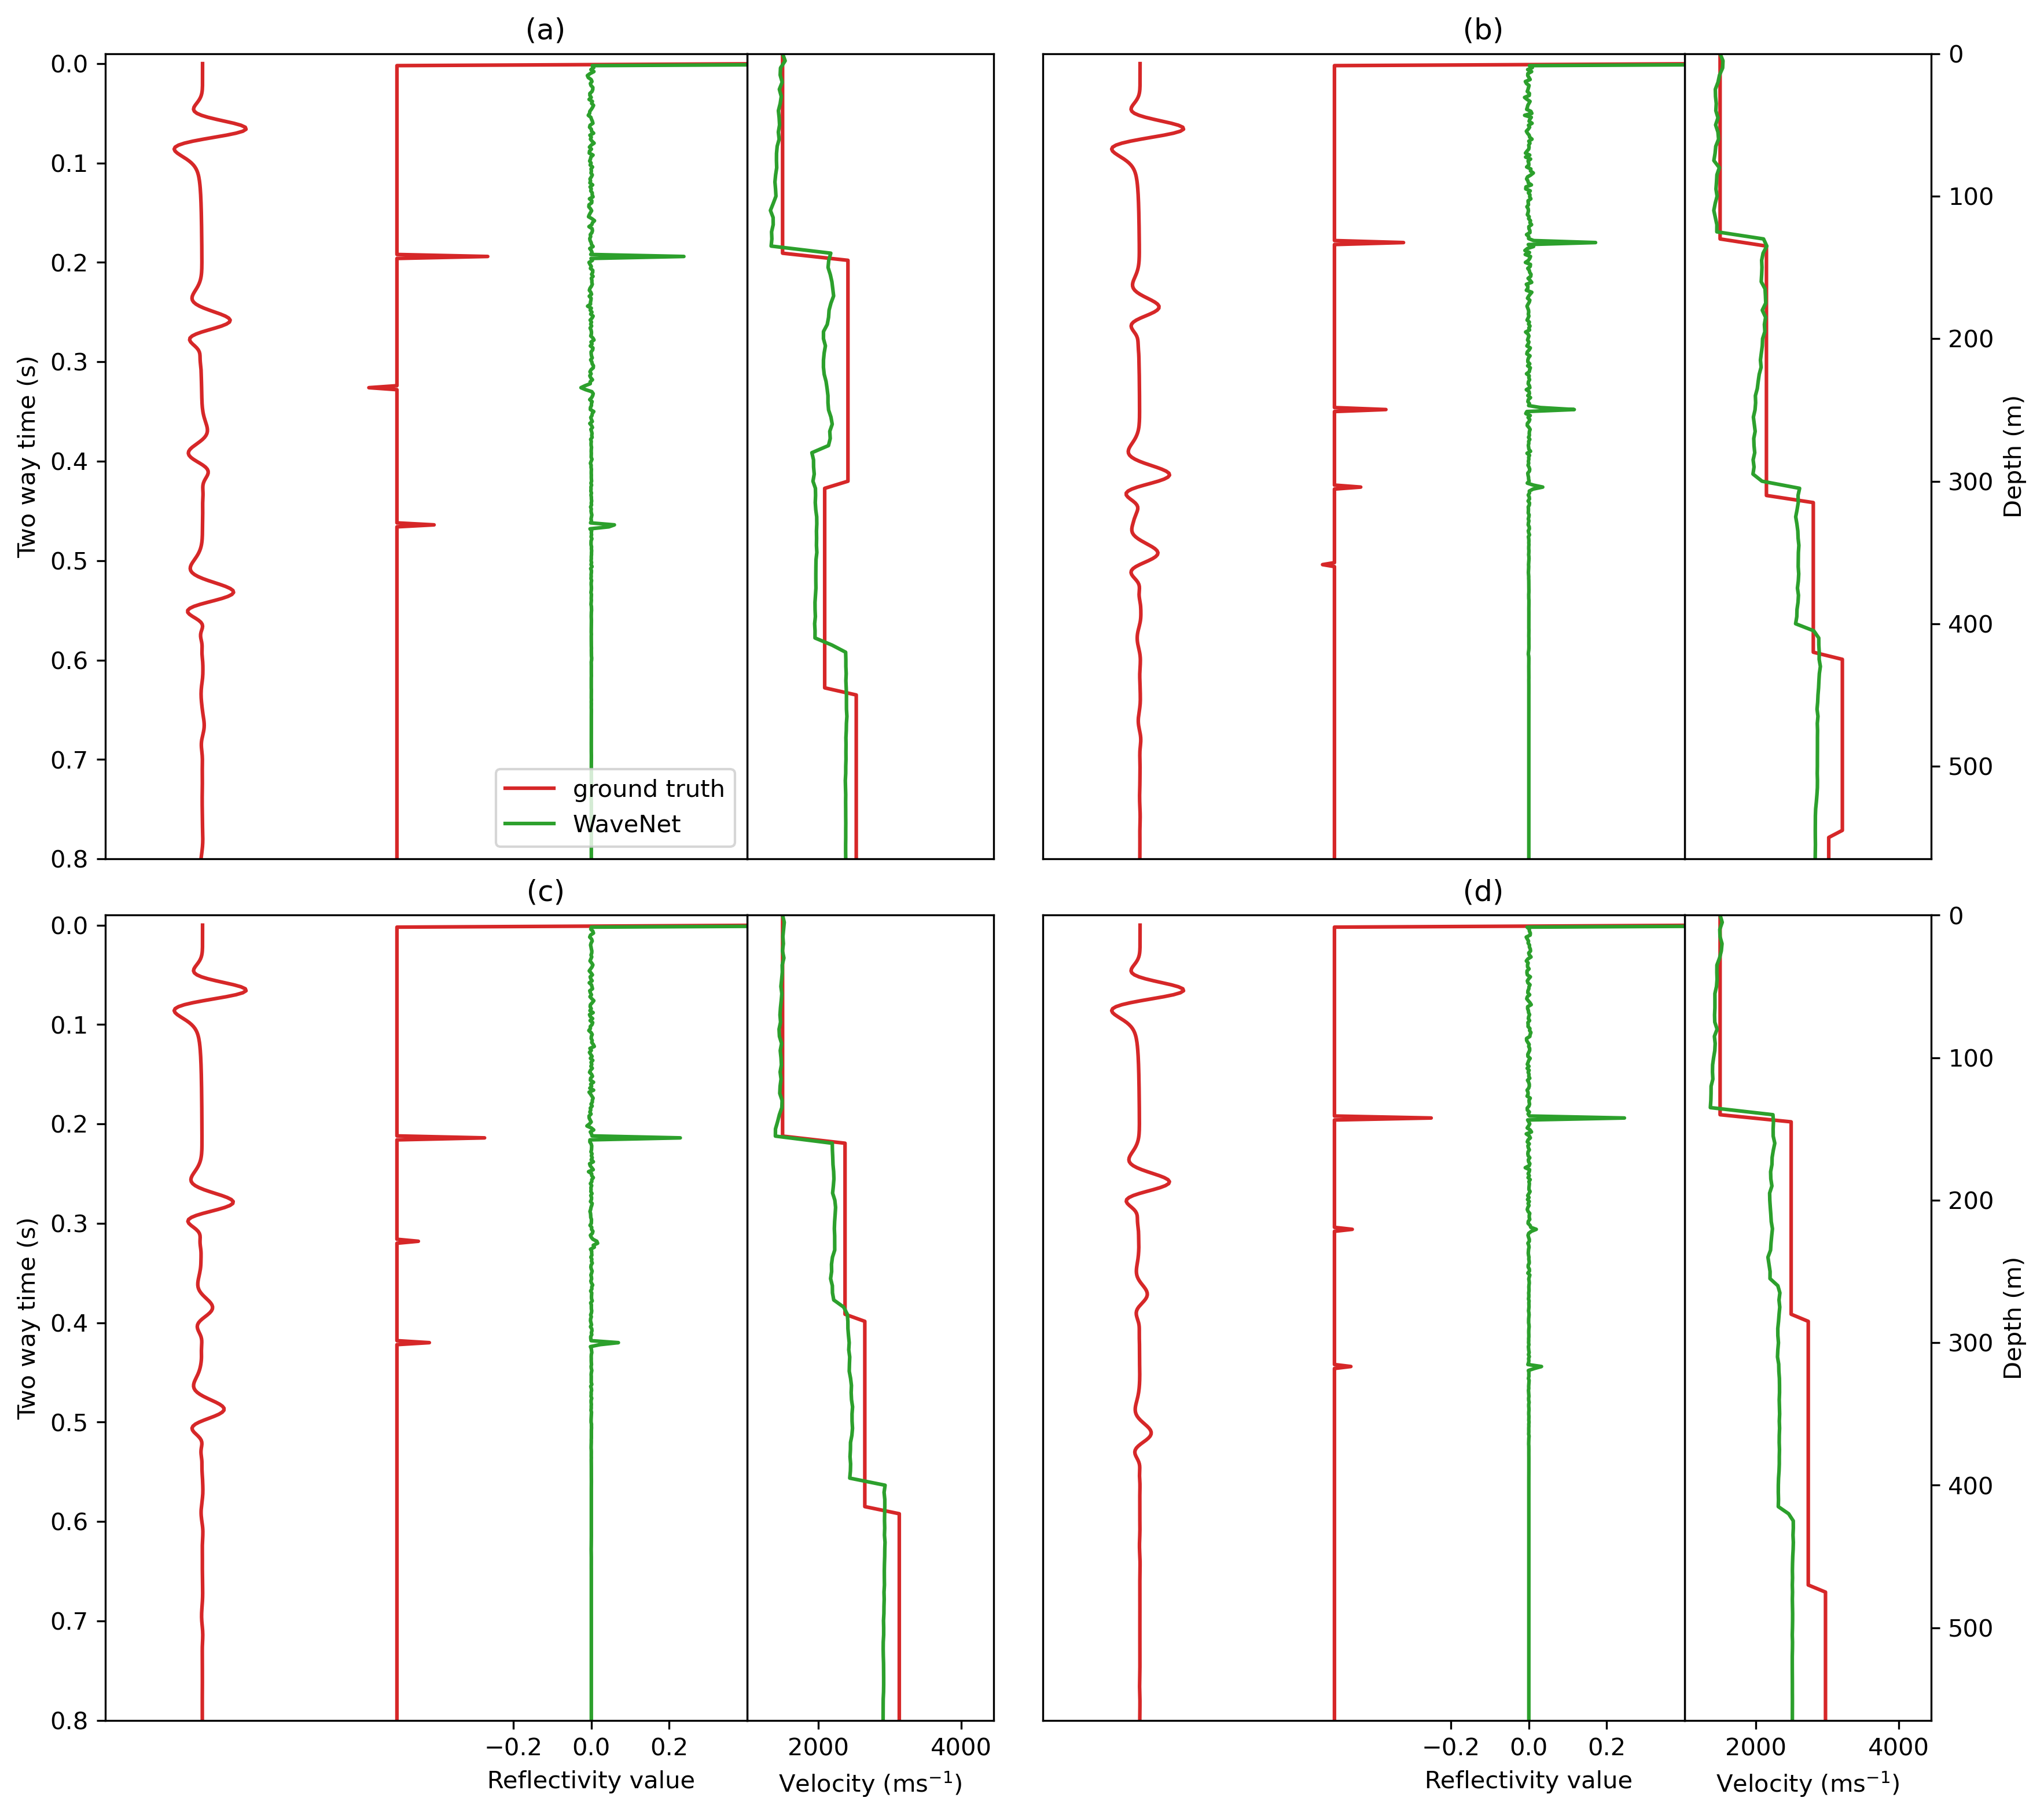 (a)
(b)
0.0
0.1
0.2
0.3
0.4
0.5
0.6
0.7
0.8
Two way time (s)
ground truth
WaveNet
0
100
200
300
400
500
Depth (m)
(c)
(d)
0.0
0.1
0.2
0.3
0.4
0.5
0.6
0.7
0.8
Two way time (s)
0
100
200
300
400
500
Depth (m)
−0.2 0.0 0.2
2000 4000
−0.2 0.0 0.2
2000 4000
Reflectivity value
Velocity (ms⁻¹)
Reflectivity value
Velocity (ms⁻¹)